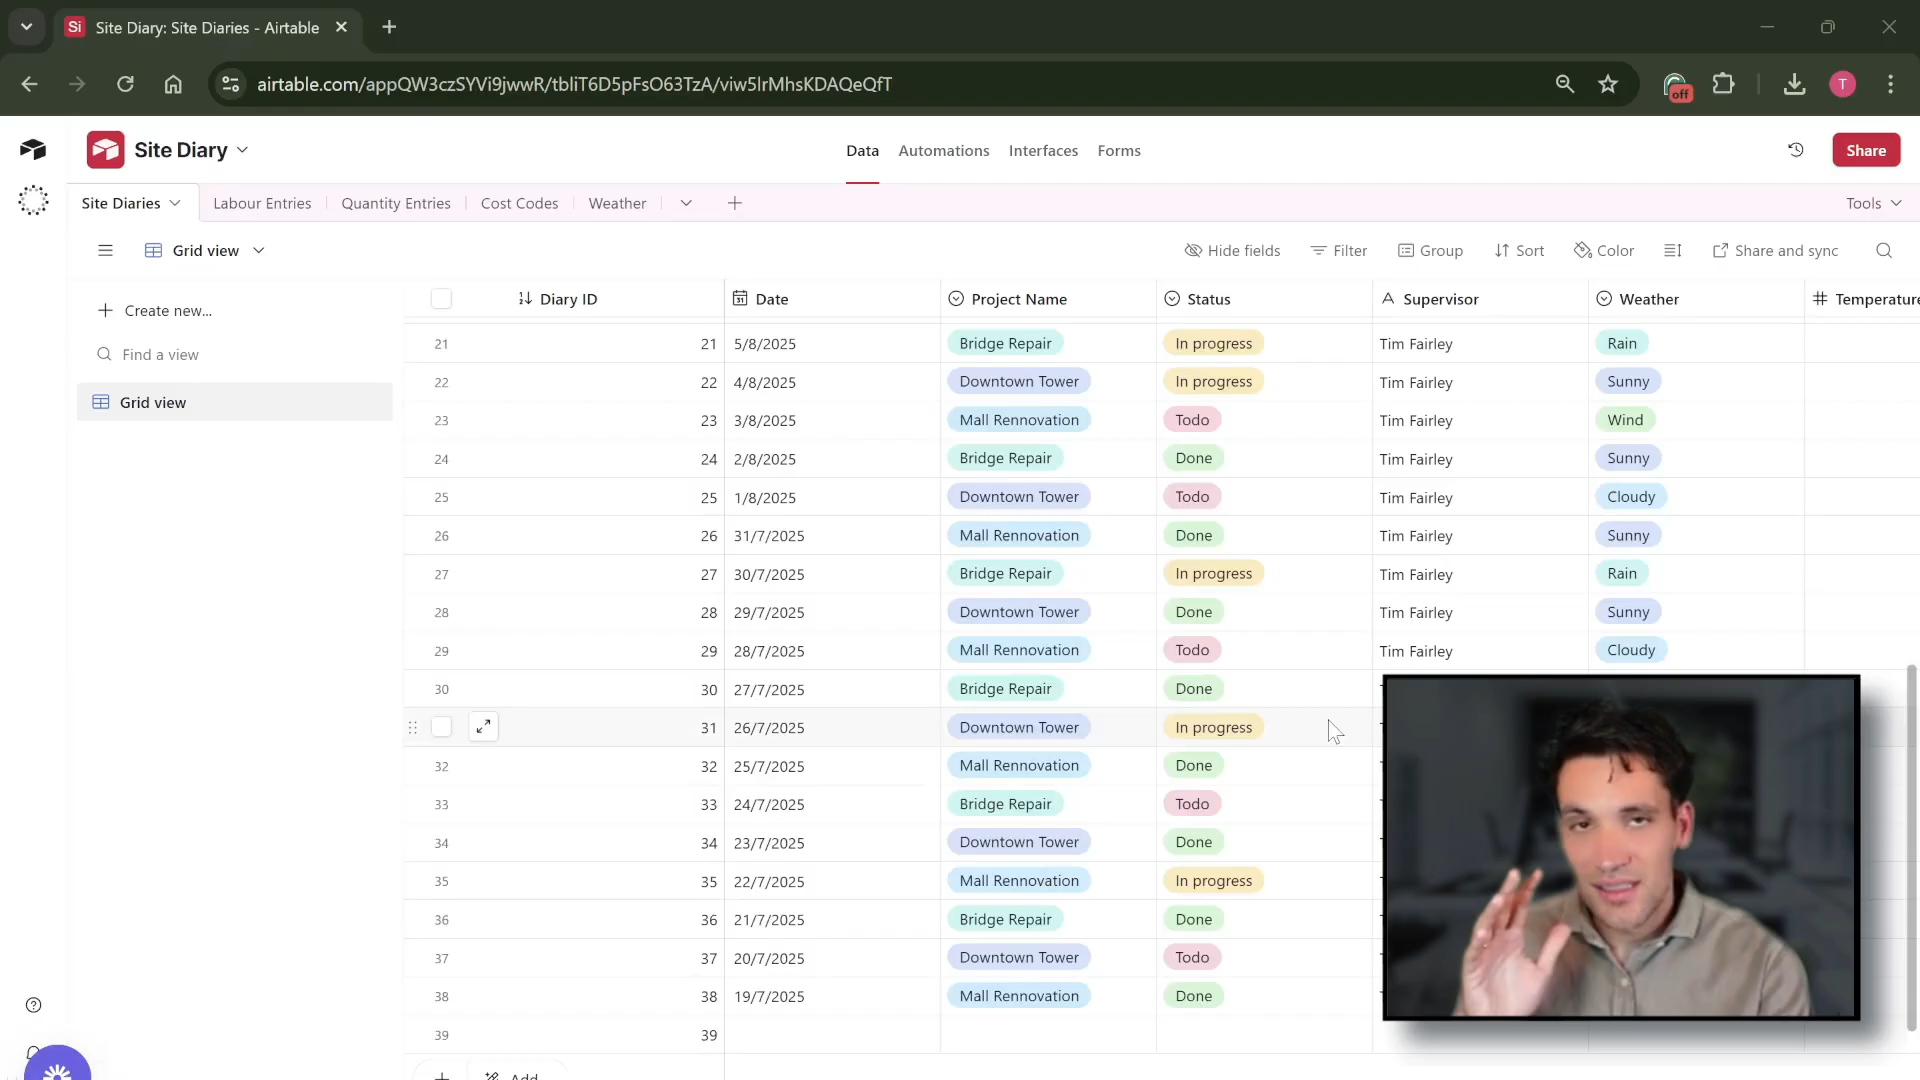 Si Site Diary: Site Diaries - Airtable
airtable.com/appQW3czSYVi9jwwR/tbliT6D5pFsO63TzA/viw5lrMhsKDAQeQfT
off
T
Site Diary
Data Automations Interfaces Forms
Share
Site Diaries Labour Entries Quantity Entries Cost Codes Weather
Tools
Grid view
Hide fields Filter Group Sort Color Share and sync
Create new...
Find a view
Grid view
Diary ID Date Project Name Status Supervisor Weather Temperature
21 21 5/8/2025 Bridge Repair In progress Tim Fairley Rain
22 22 4/8/2025 Downtown Tower In progress Tim Fairley Sunny
23 23 3/8/2025 Mall Rennovation Todo Tim Fairley Wind
24 24 2/8/2025 Bridge Repair Done Tim Fairley Sunny
25 25 1/8/2025 Downtown Tower Todo Tim Fairley Cloudy
26 26 31/7/2025 Mall Rennovation Done Tim Fairley Sunny
27 27 30/7/2025 Bridge Repair In progress Tim Fairley Rain
28 28 29/7/2025 Downtown Tower Done Tim Fairley Sunny
29 29 28/7/2025 Mall Rennovation Todo Tim Fairley Cloudy
30 30 27/7/2025 Bridge Repair Done
31 26/7/2025 Downtown Tower In progress
32 32 25/7/2025 Mall Rennovation Done
33 33 24/7/2025 Bridge Repair Todo
34 34 23/7/2025 Downtown Tower Done
35 35 22/7/2025 Mall Rennovation In progress
36 36 21/7/2025 Bridge Repair Done
37 37 20/7/2025 Downtown Tower Todo
38 38 19/7/2025 Mall Rennovation Done
39 39
Add